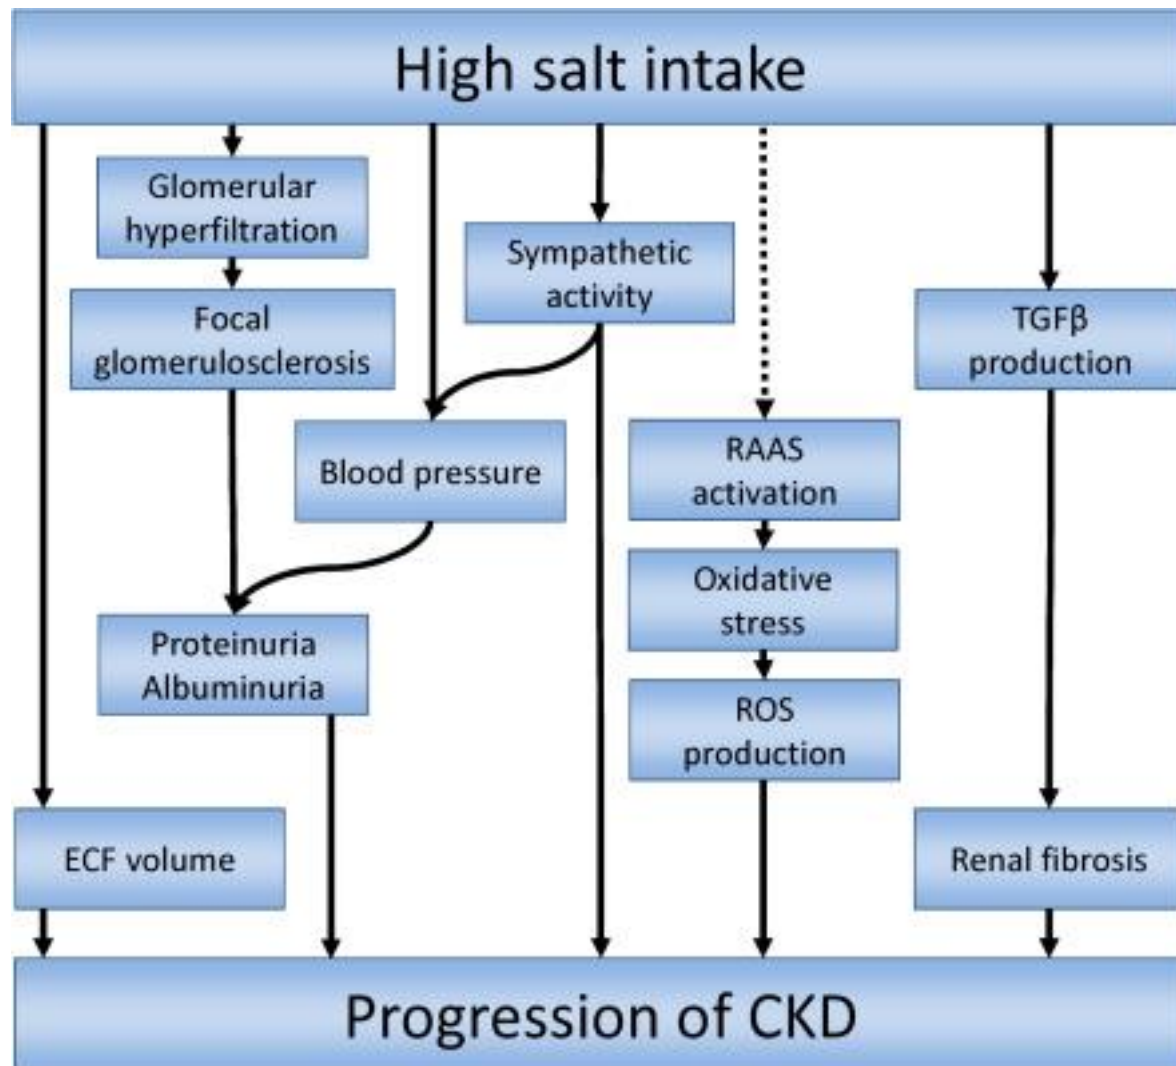 High salt intake
Glomerular
hyperfiltration
Sympathetic
activity
Focal
glomerulosclerosis
TGFβ
production
Blood pressure
RAAS
activation
Oxidative
stress
Proteinuria
Albuminuria
ROS
production
ECF volume
Renal fibrosis
Progression of CKD